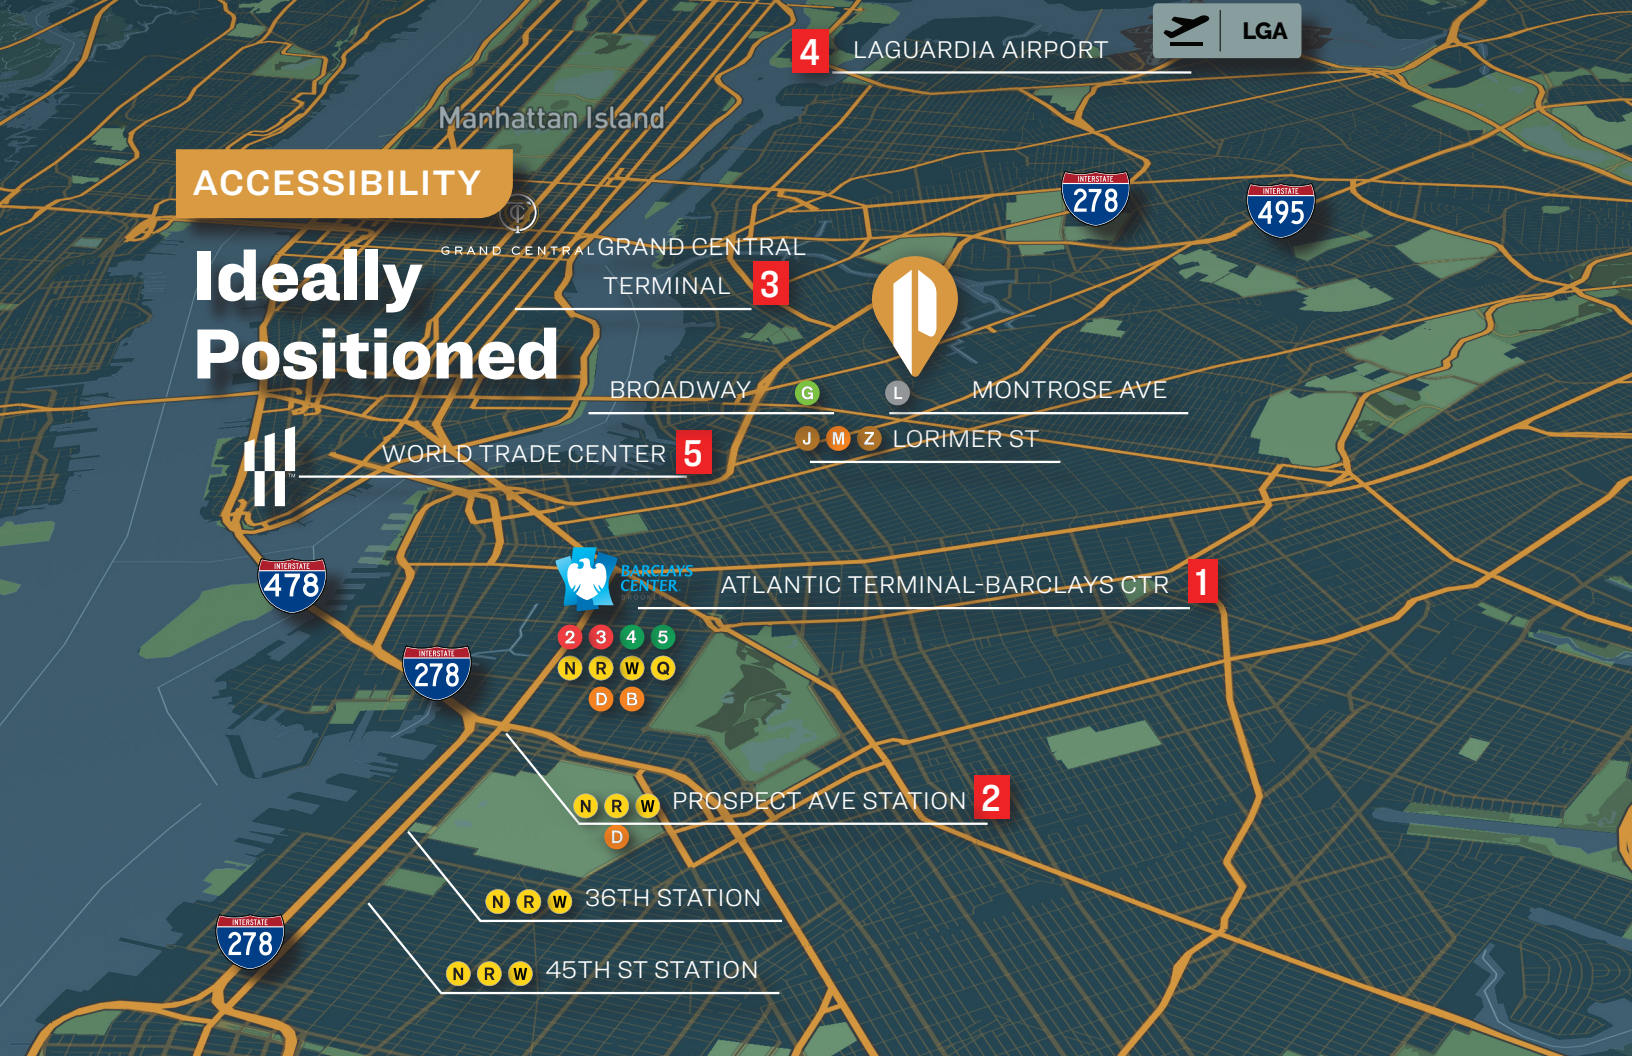 4 LAGUARDIA AIRPORT
LGA
Manhattan Island
ACCESSIBILITY
INTERSTATE
278
INTERSTATE
495
GRAND CENTRAL
GRAND CENTRAL
TERMINAL 3
Ideally
Positioned
BROADWAY G
L MONTROSE AVE
J M Z LORIMER ST
WORLD TRADE CENTER 5
TM
INTERSTATE
478
BARCLAYS
CENTER
BROOKLYN
ATLANTIC TERMINAL-BARCLAYS CTR 1
2 3 4 5
N R W Q
D B
INTERSTATE
278
N R W PROSPECT AVE STATION 2
D
N R W 36TH STATION
INTERSTATE
278
N R W 45TH ST STATION